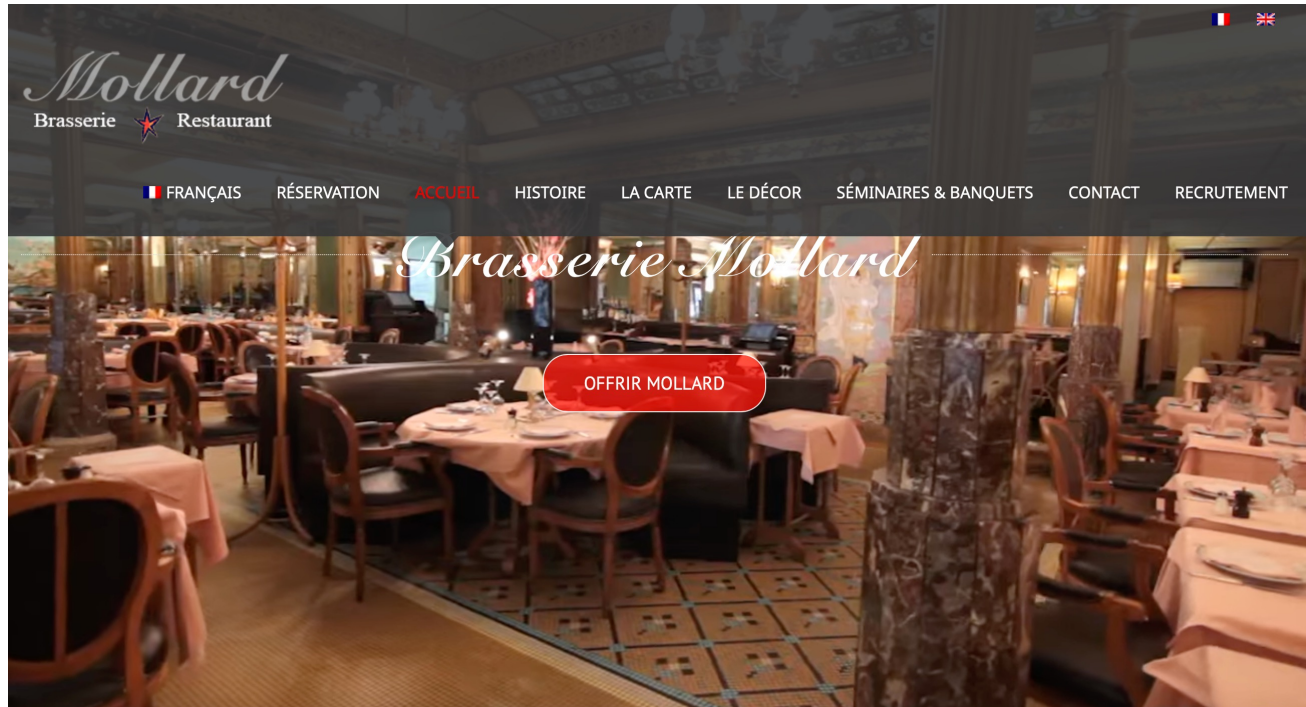 Mollard
Brasserie Restaurant
FRANÇAIS RÉSERVATION ACCUEIL HISTOIRE LA CARTE LE DÉCOR SÉMINAIRES & BANQUETS CONTACT RECRUTEMENT
Brasserie Mollard
OFFRIR MOLLARD